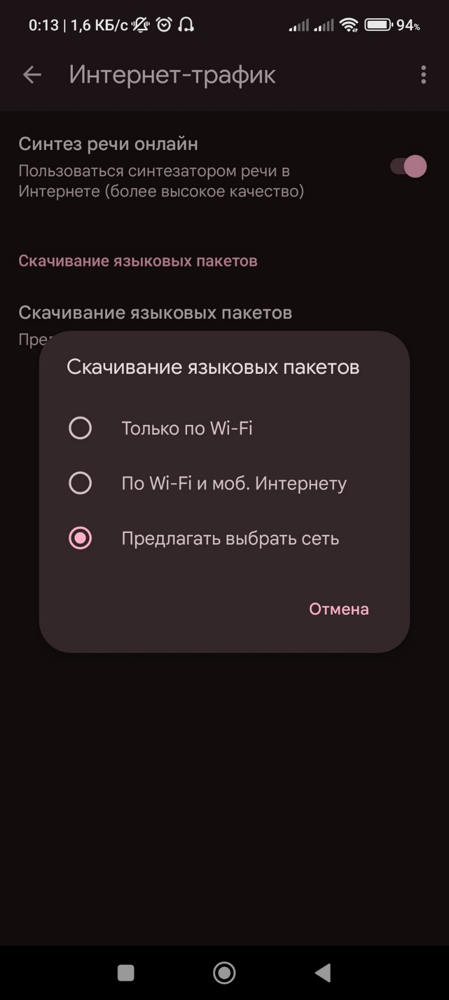 0:13 | 1,6 КБ/с 94%
Интернет-трафик
Синтез речи онлайн
Пользоваться синтезатором речи в
Интернете (более высокое качество)
Скачивание языковых пакетов
Скачивание языковых пакетов
Скачивание языковых пакетов
Только по Wi-Fi
По Wi-Fi и моб. Интернету
Предлагать выбрать сеть
Отмена